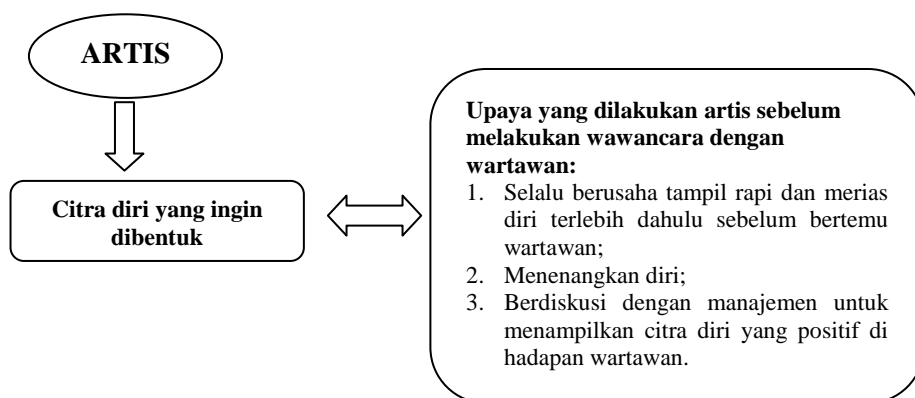 ARTIS
Citra diri yang ingin
dibentuk
Upaya yang dilakukan artis sebelum
melakukan wawancara dengan
wartawan:
1. Selalu berusaha tampil rapi dan merias
diri terlebih dahulu sebelum bertemu
wartawan;
2. Menenangkan diri;
3. Berdiskusi dengan manajemen untuk
menampilkan citra diri yang positif di
hadapan wartawan.